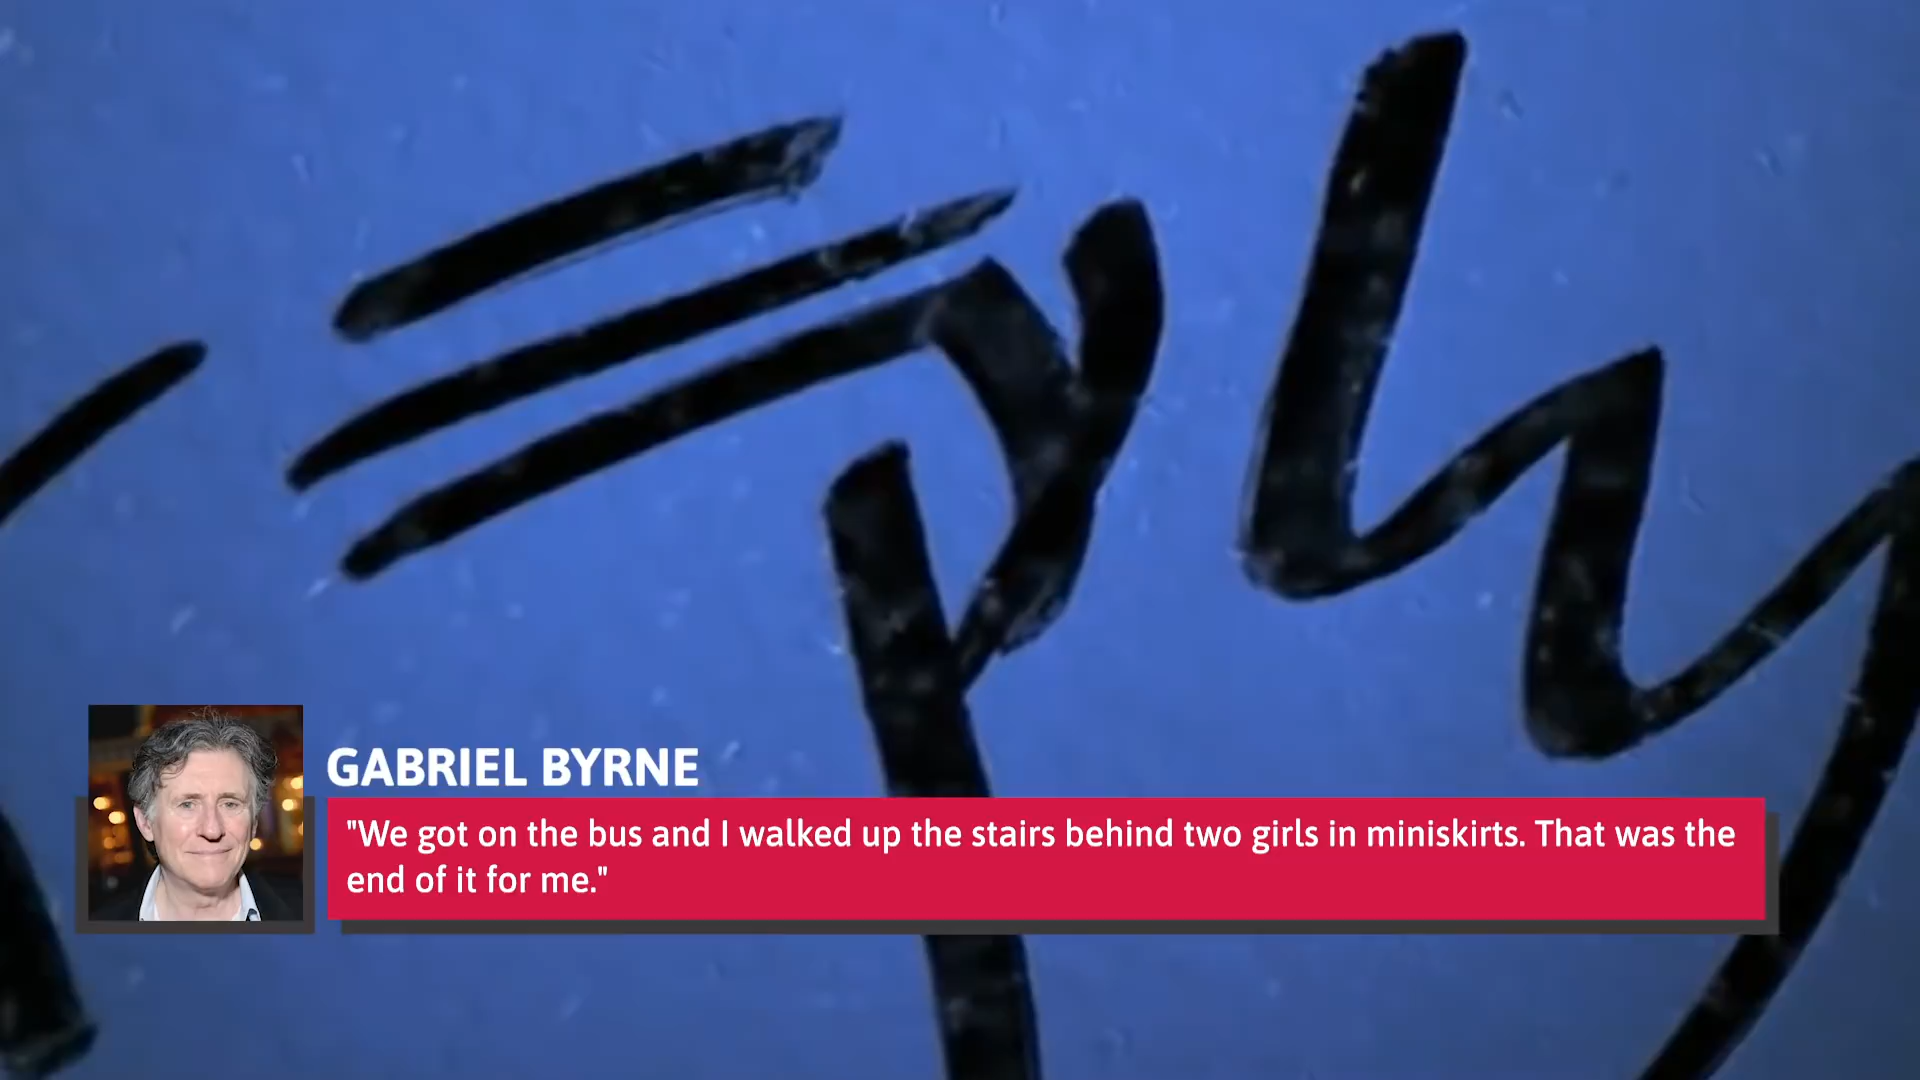 GABRIEL BYRNE
"We got on the bus and I walked up the stairs behind two girls in miniskirts. That was the
end of it for me."